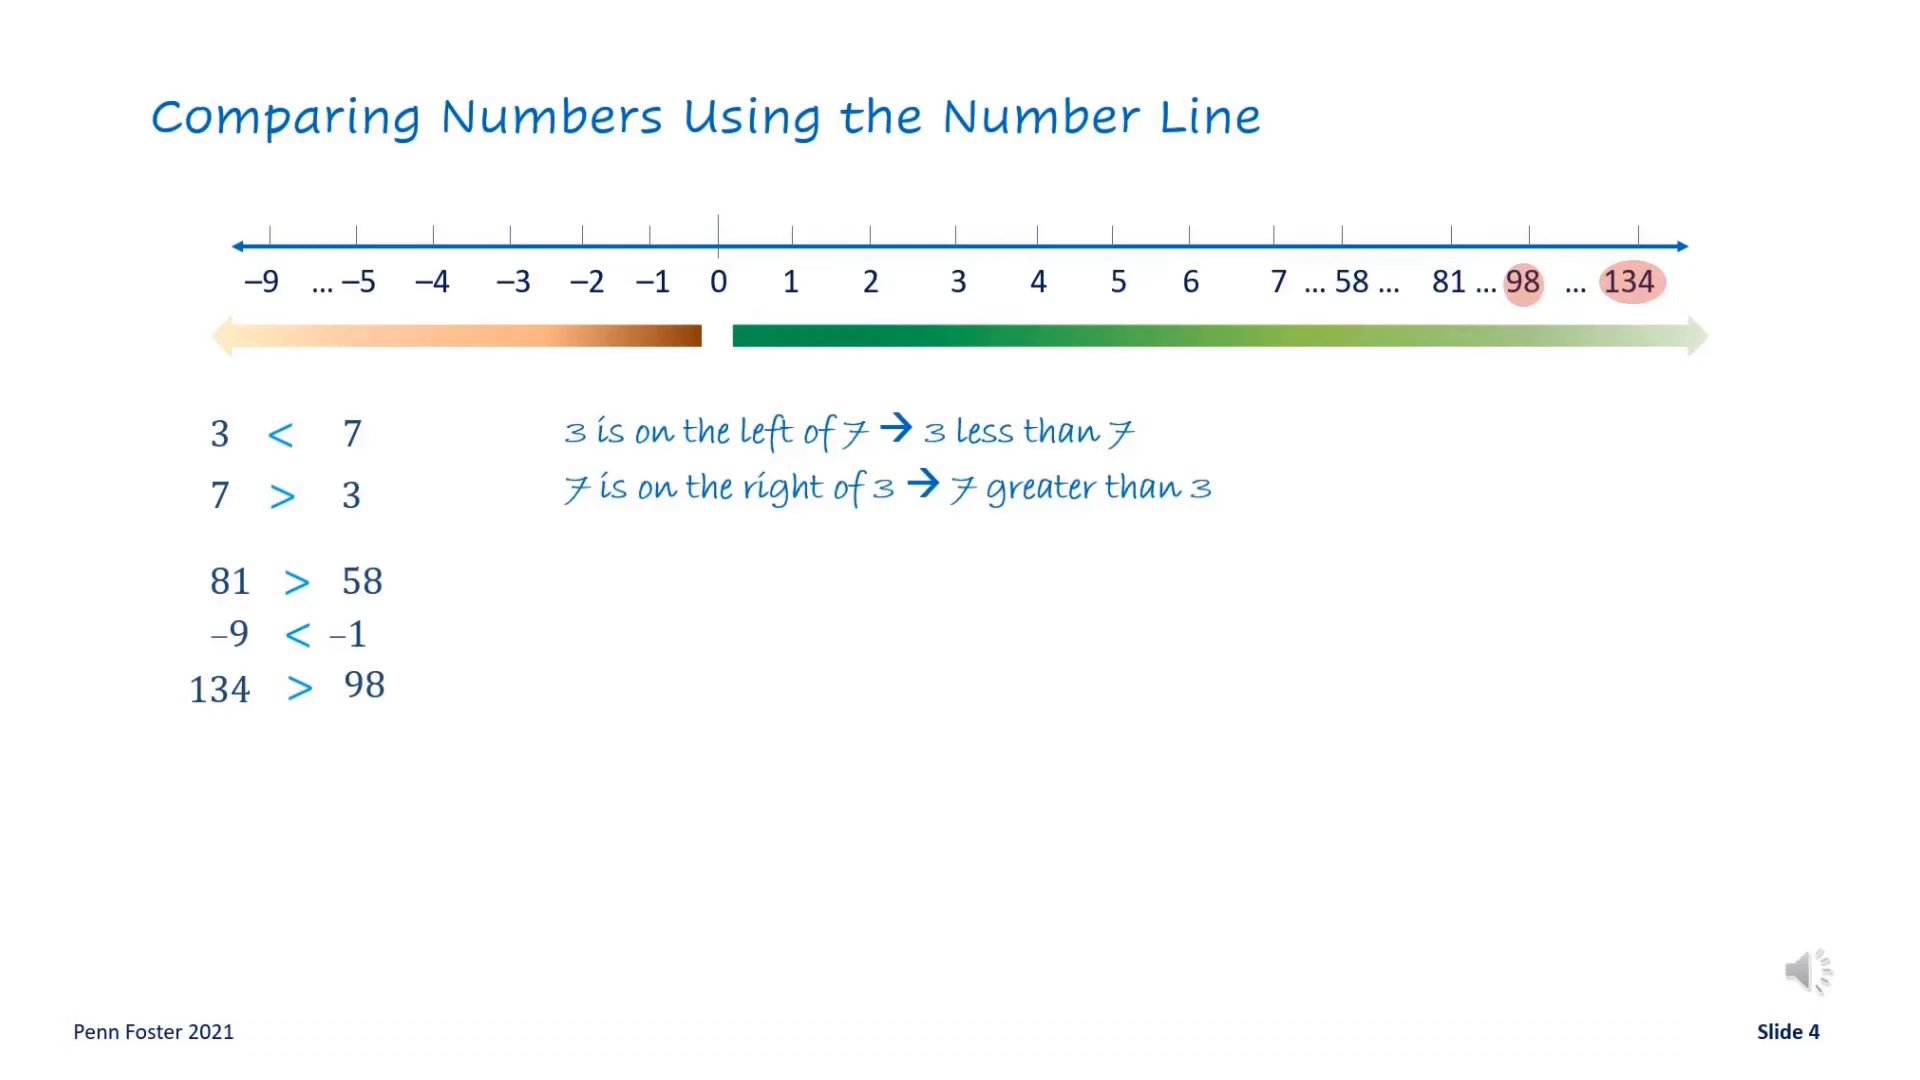 Comparing Numbers Using the Number Line
–9 ... –5 –4 –3 –2 –1 0 1 2 3 4 5 6 7 ... 58 ... 81 ... 98 ... 134
3 < 7 3 is on the left of 7 → 3 less than 7
7 > 3 7 is on the right of 3 → 7 greater than 3
81 > 58
–9 < –1
134 > 98
Penn Foster 2021 Slide 4